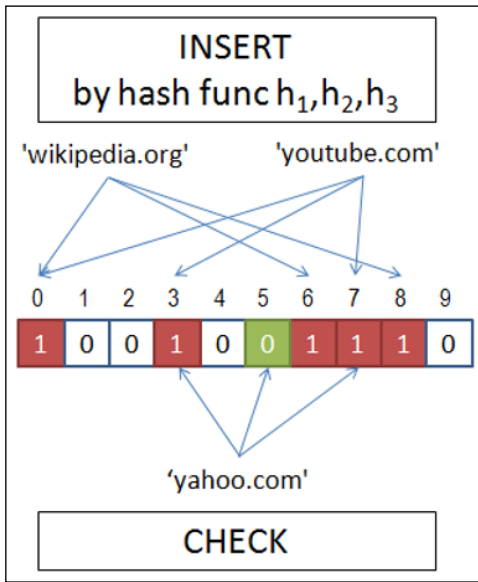 INSERT
by hash func h₁,h₂,h₃
'wikipedia.org' 'youtube.com'
0 1 2 3 4 5 6 7 8 9
1 0 0 1 0 0 1 1 1 0
‘yahoo.com'
CHECK